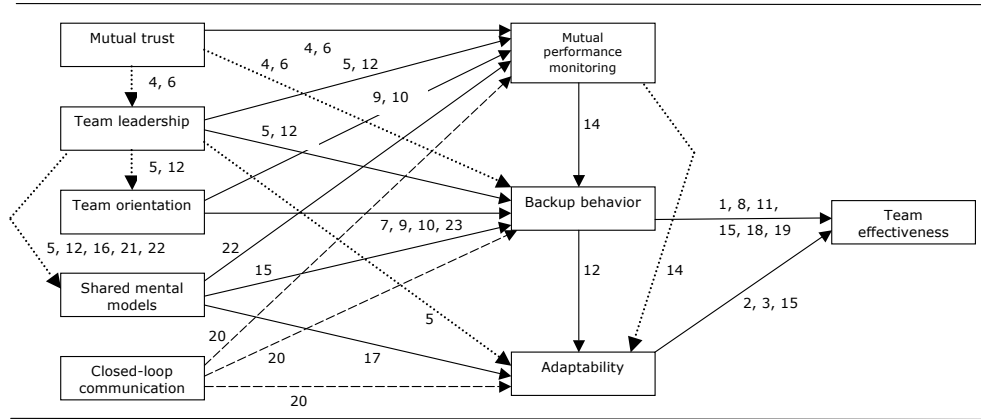 Mutual trust
Mutual
performance
monitoring
4, 6
4, 6
5, 12
4, 6
9, 10
Team leadership
5, 12
14
5, 12
Team orientation
Backup behavior
1, 8, 11,
15, 18, 19
Team
effectiveness
7, 9, 10, 23
5, 12, 16, 21, 22
22
15
12
14
Shared mental
models
2, 3, 15
5
20
20
17
Closed-loop
communication
Adaptability
20